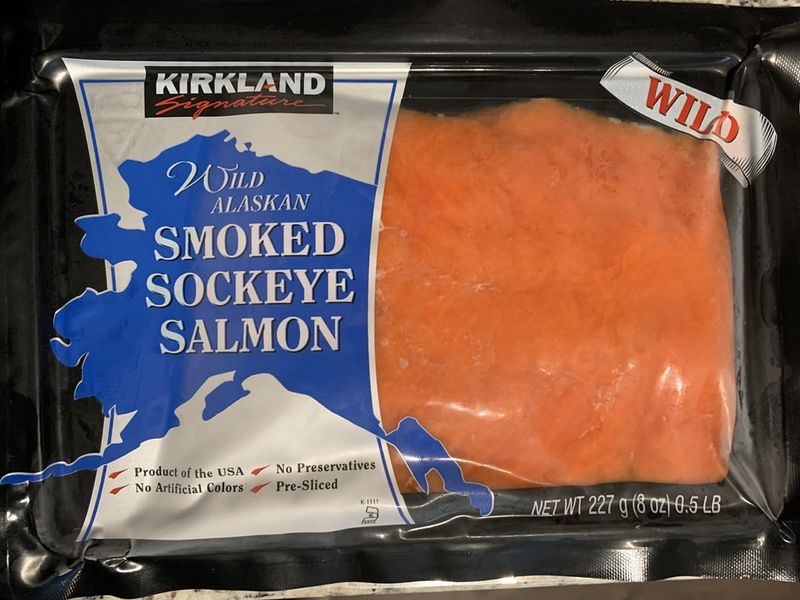 KIRKLAND
Signature™
WILD
WILD
ALASKAN
SMOKED
SOCKEYE
SALMON
Product of the USA
No Preservatives
No Artificial Colors
Pre-Sliced
K-1111
NET WT 227 g (8 oz) 0.5 LB